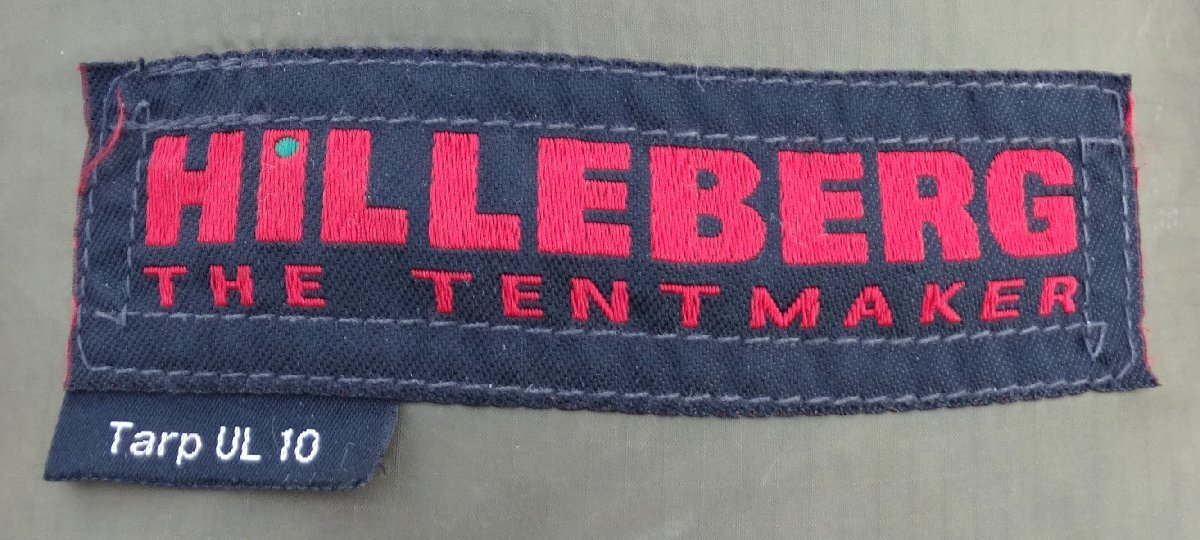 HiLLEBERG
THE TENTMAKER
Tarp UL 10